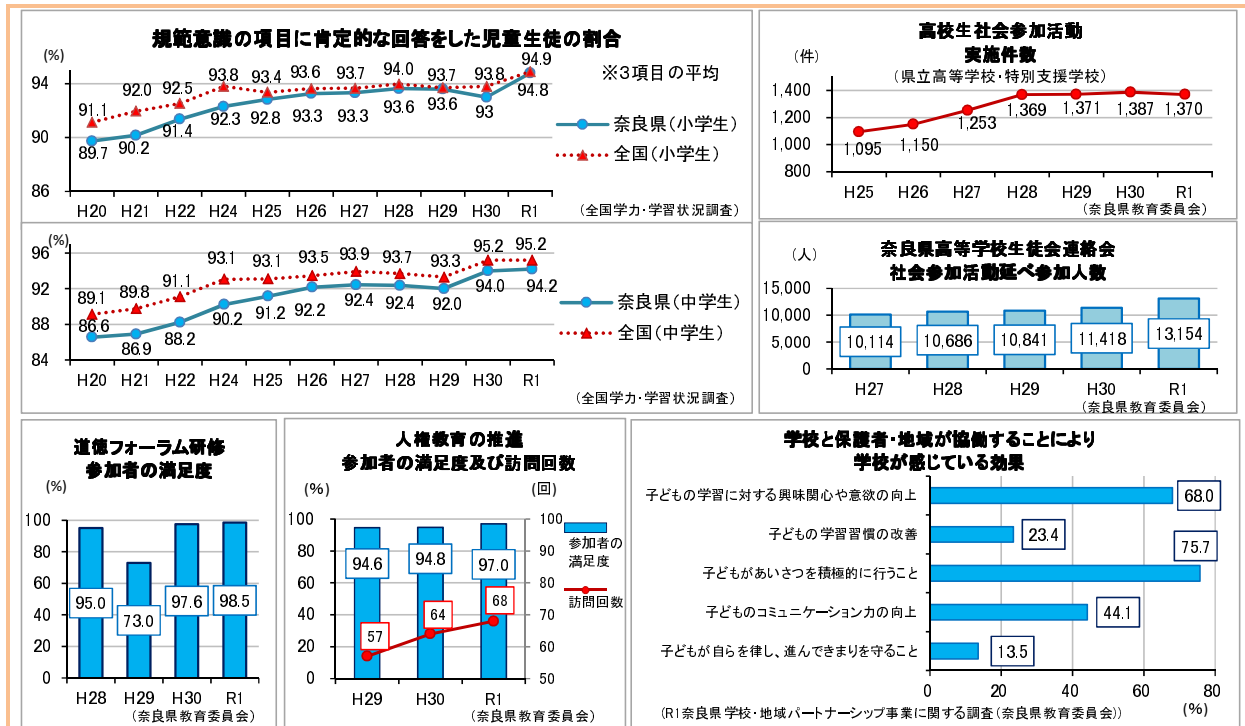 規範意識の項目に肯定的な回答をした児童生徒の割合
(%)
※3項目の平均
94
90
86
91.1 92.0 92.5 93.8 93.4 93.6 93.7 94.0 93.7 93.8 94.9
89.7 90.2 91.4 92.3 92.8 93.3 93.3 93.6 93.6 93 94.8
奈良県(小学生)
全国(小学生)
H20 H21 H22 H24 H25 H26 H27 H28 H29 H30 R1
(全国学力・学習状況調査)
(%)
96
92
88
84
89.1 89.8 91.1 93.1 93.1 93.5 93.9 93.7 93.3 95.2 95.2
86.6 86.9 88.2 90.2 91.2 92.2 92.4 92.4 92.0 94.0 94.2
奈良県(中学生)
全国(中学生)
H20 H21 H22 H24 H25 H26 H27 H28 H29 H30 R1
(全国学力・学習状況調査)
高校生社会参加活動
実施件数
(件)
(県立高等学校・特別支援学校)
1,400
1,200
1,000
800
1,095 1,150 1,253 1,369 1,371 1,387 1,370
H25 H26 H27 H28 H29 H30 R1
(奈良県教育委員会)
(人)
奈良県高等学校生徒会連絡会
社会参加活動延べ参加人数
15,000
10,000
5,000
0
10,114 10,686 10,841 11,418 13,154
H27 H28 H29 H30 R1
(奈良県教育委員会)
道徳フォーラム研修
参加者の満足度
(%)
100
80
60
40
20
0
95.0 73.0 97.6 98.5
H28 H29 H30 R1
(奈良県教育委員会)
人権教育の推進
参加者の満足度及び訪問回数
(%) (回)
100 100
80 90
60 80
40 70
20 60
0 50
94.6 94.8 97.0
57 64 68
参加者の
満足度
訪問回数
H29 H30 R1
(奈良県教育委員会)
学校と保護者・地域が協働することにより
学校が感じている効果
子どもの学習に対する興味関心や意欲の向上 68.0
子どもの学習習慣の改善 23.4
子どもがあいさつを積極的に行うこと 75.7
子どものコミュニケーション力の向上 44.1
子どもが自らを律し、進んできまりを守ること 13.5
0 20 40 60 80
(%)
(R1奈良県学校・地域パートナーシップ事業に関する調査(奈良県教育委員会))